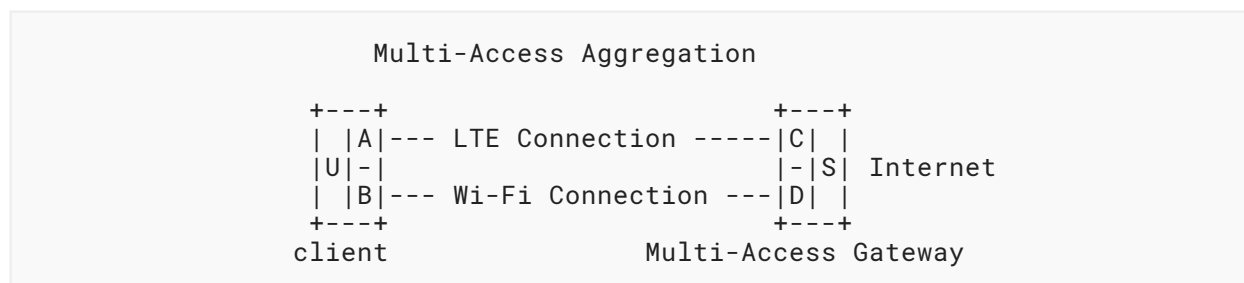 Multi-Access Aggregation
+---+                         +---+
|  |A|--- LTE Connection -----|C|  |
|U|-|                         |-|S| Internet
|  |B|--- Wi-Fi Connection ---|D|  |
+---+                         +---+
client                 Multi-Access Gateway